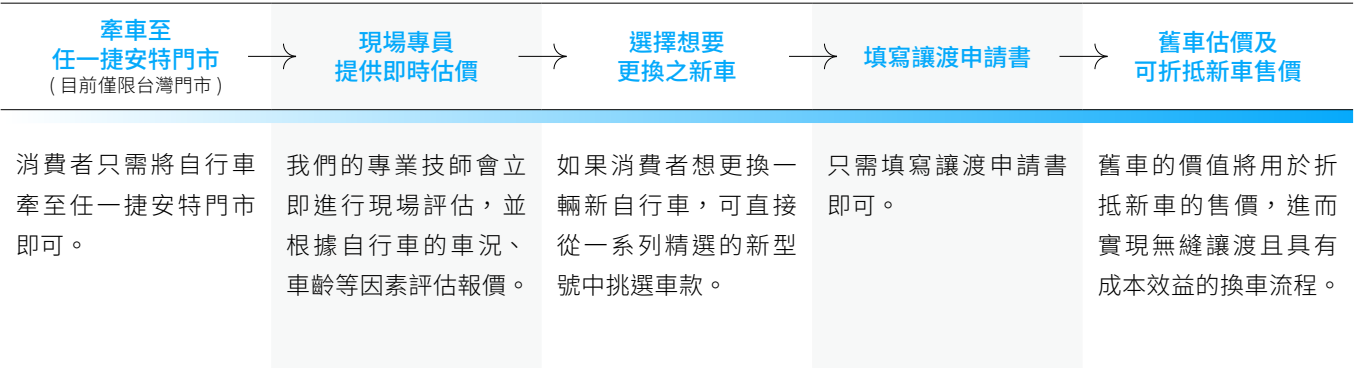 牽車至
任一捷安特門市
(目前僅限台灣門市)
現場專員
提供即時估價
選擇想要
更換之新車
填寫讓渡申請書
舊車估價及
可折抵新車售價
消費者只需將自行車
牽至任一捷安特門市
即可。
我們的專業技師會立
即進行現場評估,並
根據自行車的車況、
車齡等因素評估報價。
如果消費者想更換一
輛新自行車,可直接
從一系列精選的新型
號中挑選車款。
只需填寫讓渡申請書
即可。
舊車的價值將用於折
抵新車的售價,進而
實現無縫讓渡且具有
成本效益的換車流程。